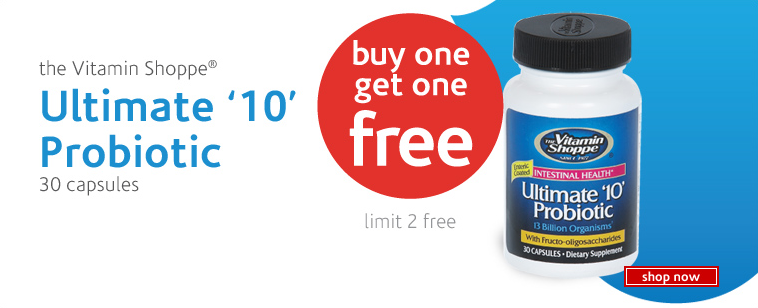 the Vitamin Shoppe®
Ultimate ‘10’
Probiotic
30 capsules
buy one
get one
free
limit 2 free
THE Vitamin
Shoppe®
SINCE 1977
Enteric
Coated!
INTESTINAL HEALTH*
Ultimate '10'
Probiotic
13 Billion Organisms*
With Fructo-oligosaccharides
30 CAPSULES • Dietary Supplement
shop now